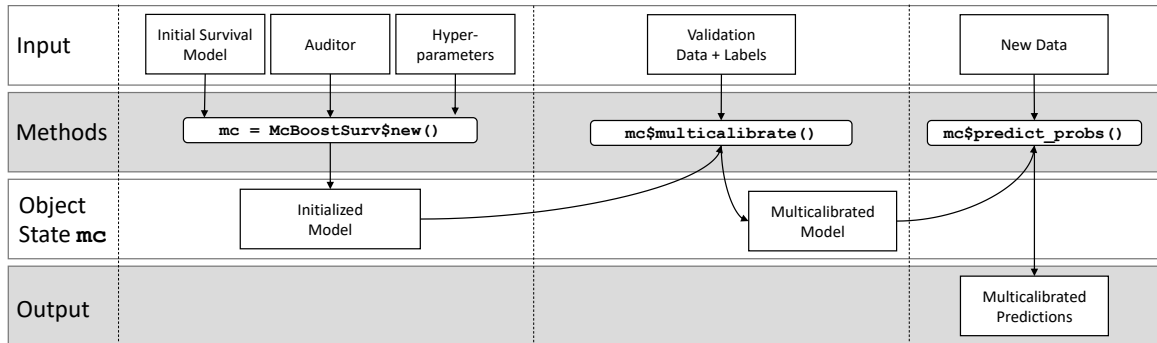 Input
Initial Survival
Model
Auditor
Hyper-
parameters
Validation
Data + Labels
New Data
Methods
mc = McBoostSurv$new()
mc$multicalibrate()
mc$predict_probs()
Object
State mc
Initialized
Model
Multicalibrated
Model
Output
Multicalibrated
Predictions